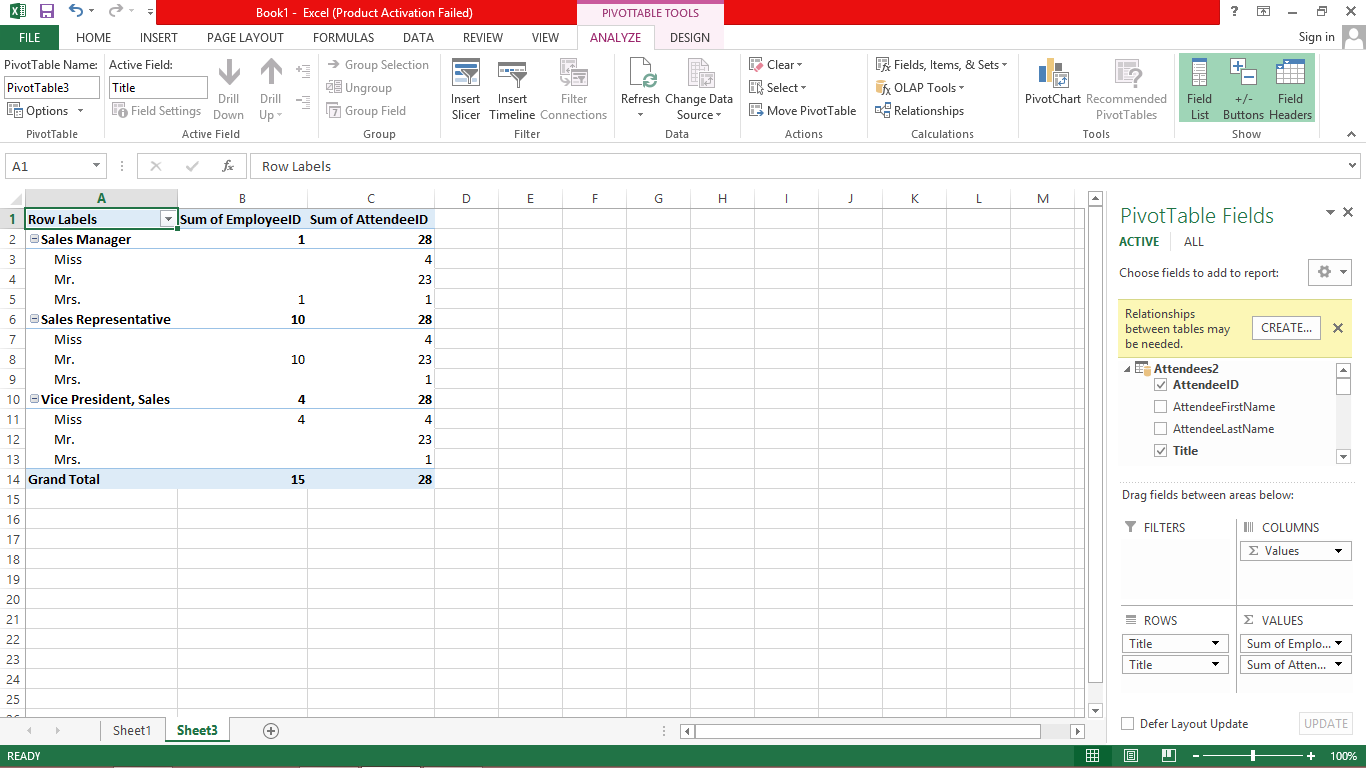 Book1 - Excel (Product Activation Failed)
PIVOTTABLE TOOLS
?
FILE HOME INSERT PAGE LAYOUT FORMULAS DATA REVIEW VIEW ANALYZE DESIGN
Sign in
PivotTable Name:
PivotTable3
Options
PivotTable
Active Field:
Title
Field Settings
Drill Down
Drill Up
Active Field
Group Selection
Ungroup
Group Field
Group
Insert Slicer
Insert Timeline
Filter Connections
Filter
Refresh
Change Data Source
Data
Clear
Select
Move PivotTable
Actions
Fields, Items, & Sets
OLAP Tools
Relationships
Calculations
PivotChart
Recommended PivotTables
Tools
Field List
+/- Buttons
Field Headers
Show
A1
fx
Row Labels
A B C D E F G H I J K L M
1 Row Labels Sum of EmployeeID Sum of AttendeeID
2 Sales Manager 1 28
3 Miss 4
4 Mr. 23
5 Mrs. 1 1
6 Sales Representative 10 28
7 Miss 4
8 Mr. 10 23
9 Mrs. 1
10 Vice President, Sales 4 28
11 Miss 4 4
12 Mr. 23
13 Mrs. 1
14 Grand Total 15 28
15
16
17
18
19
20
21
22
23
24
25
26
PivotTable Fields
ACTIVE ALL
Choose fields to add to report:
Relationships
between tables may
be needed.
CREATE...
Attendees2
AttendeeID
AttendeeFirstName
AttendeeLastName
Title
Drag fields between areas below:
FILTERS
COLUMNS
Σ Values
ROWS
Title
Title
Σ VALUES
Sum of Emplo...
Sum of Atten...
Defer Layout Update
UPDATE
Sheet1 Sheet3
READY
100%